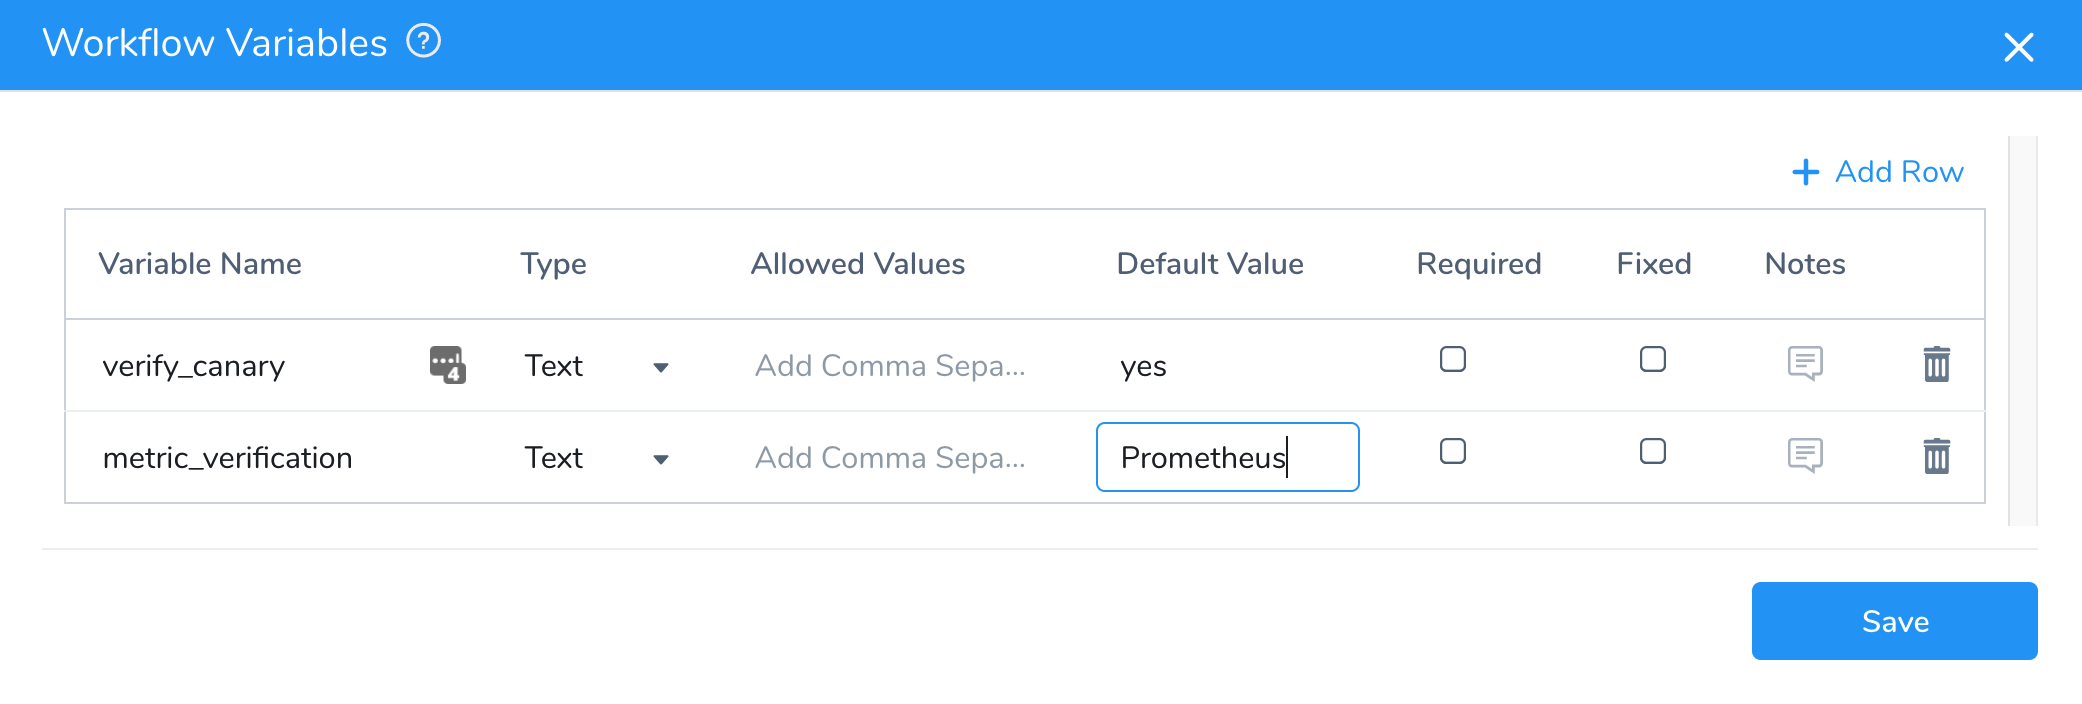 Workflow Variables ?
+ Add Row
Variable Name Type Allowed Values Default Value Required Fixed Notes
verify_canary 4 Text Add Comma Sepa... yes
metric_verification Text Add Comma Sepa... Prometheus
Save